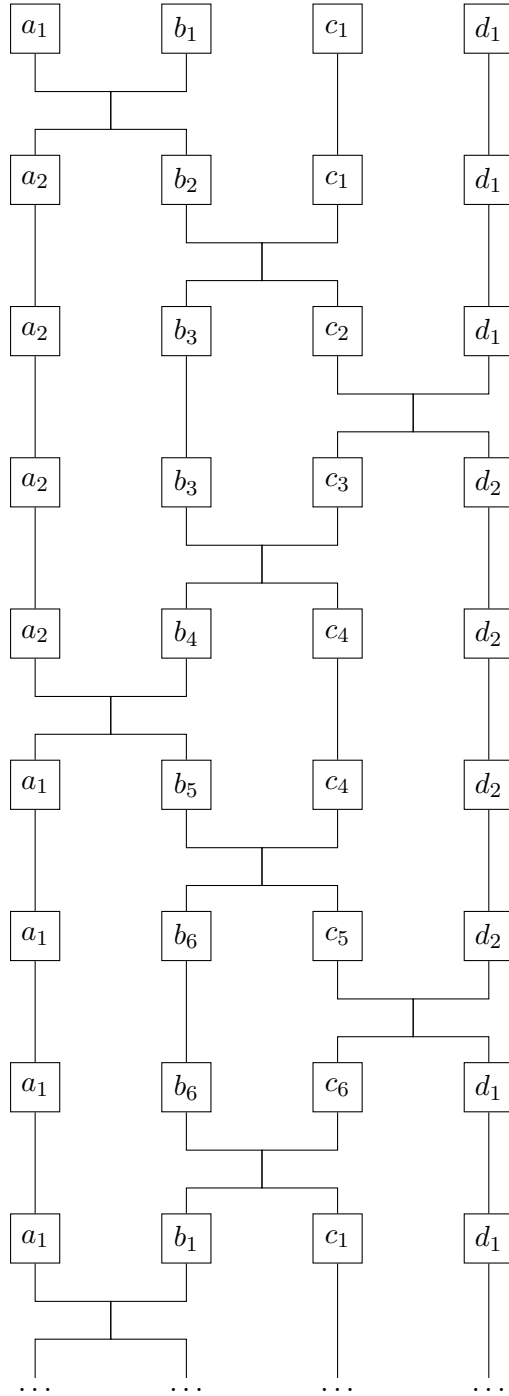 a₁ b₁ c₁ d₁
a₂ b₂ c₁ d₁
a₂ b₃ c₂ d₁
a₂ b₃ c₃ d₂
a₂ b₄ c₄ d₂
a₁ b₅ c₄ d₂
a₁ b₆ c₅ d₂
a₁ b₆ c₆ d₁
a₁ b₁ c₁ d₁
... ... ... ...